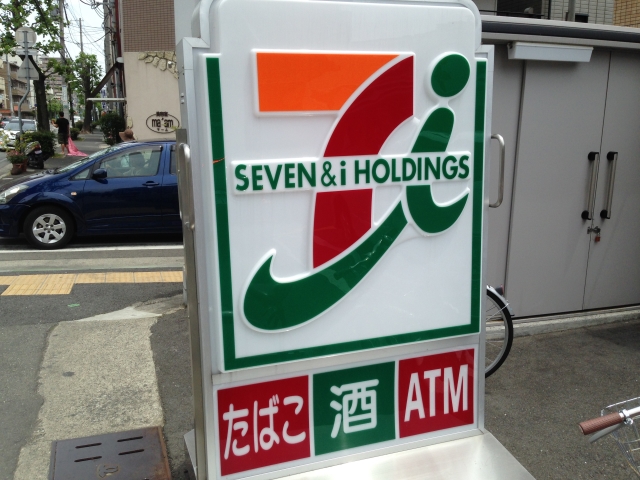 SEVEN & i HOLDINGS
たばこ
酒
ATM